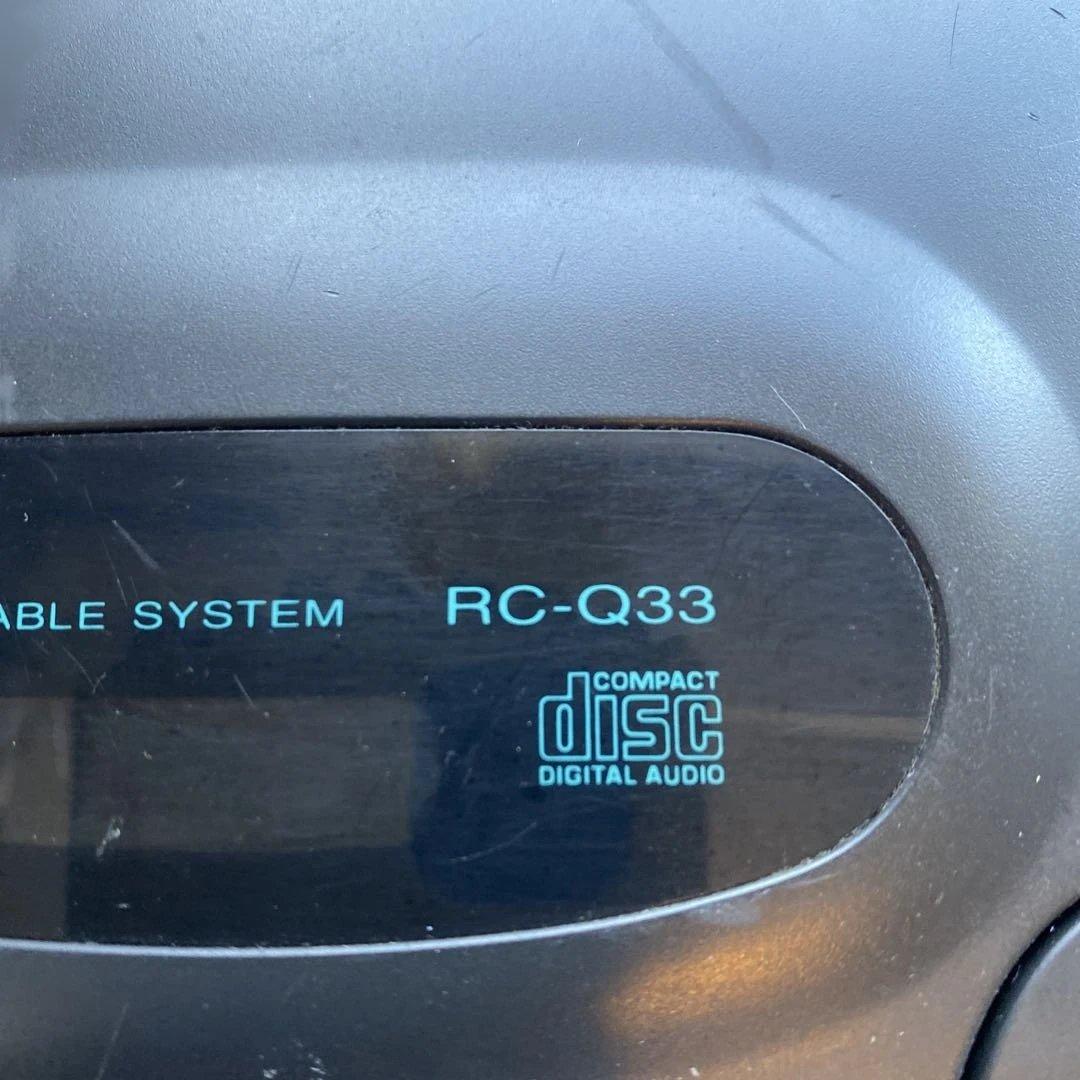 ABLE SYSTEM RC-Q33
COMPACT
disc
DIGITAL AUDIO